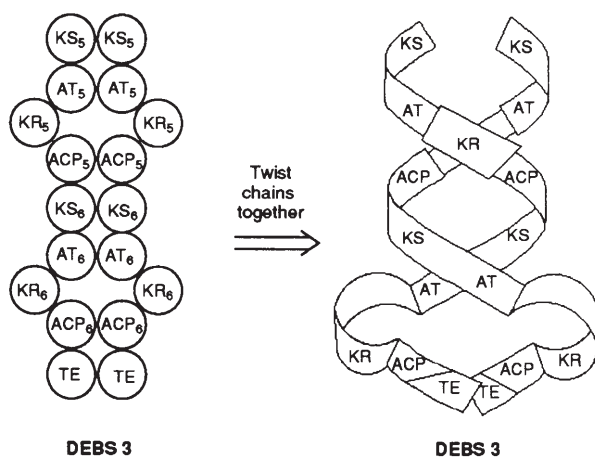 KS5 KS5
AT5 AT5
KR5 KR5
ACP5 ACP5
KS6 KS6
AT6 AT6
KR6 KR6
ACP6 ACP6
TE TE
DEBS 3
Twist
chains
together
KS KS
AT AT
KR
ACP ACP
KS KS
AT AT
KR ACP ACP KR
TE TE
DEBS 3